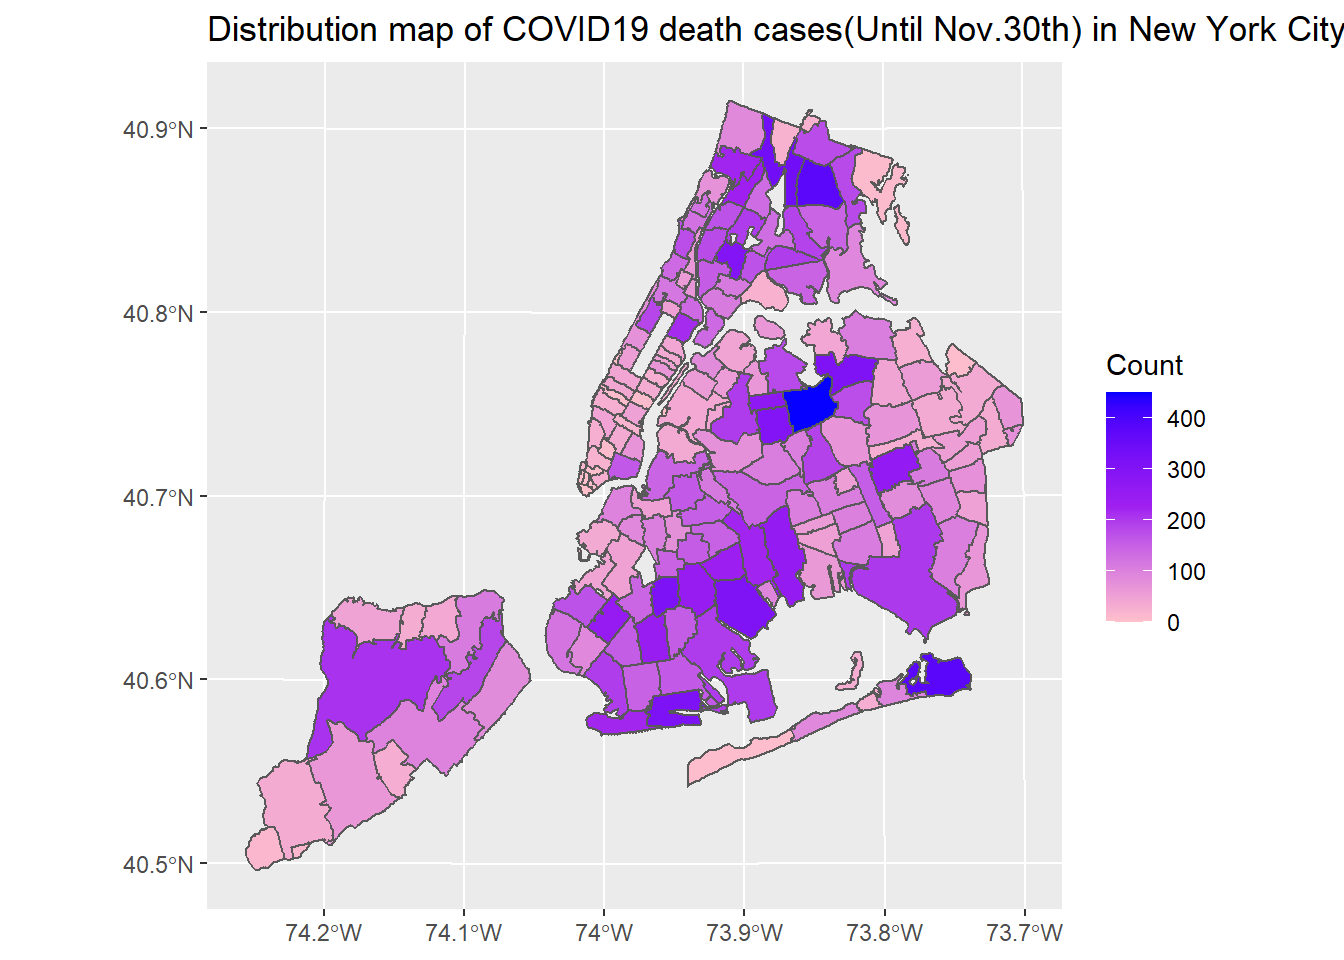 Distribution map of COVID19 death cases(Until Nov.30th) in New York City
40.9°N
40.8°N
40.7°N
40.6°N
40.5°N
74.2°W
74.1°W
74°W
73.9°W
73.8°W
73.7°W
Count
400
300
200
100
0